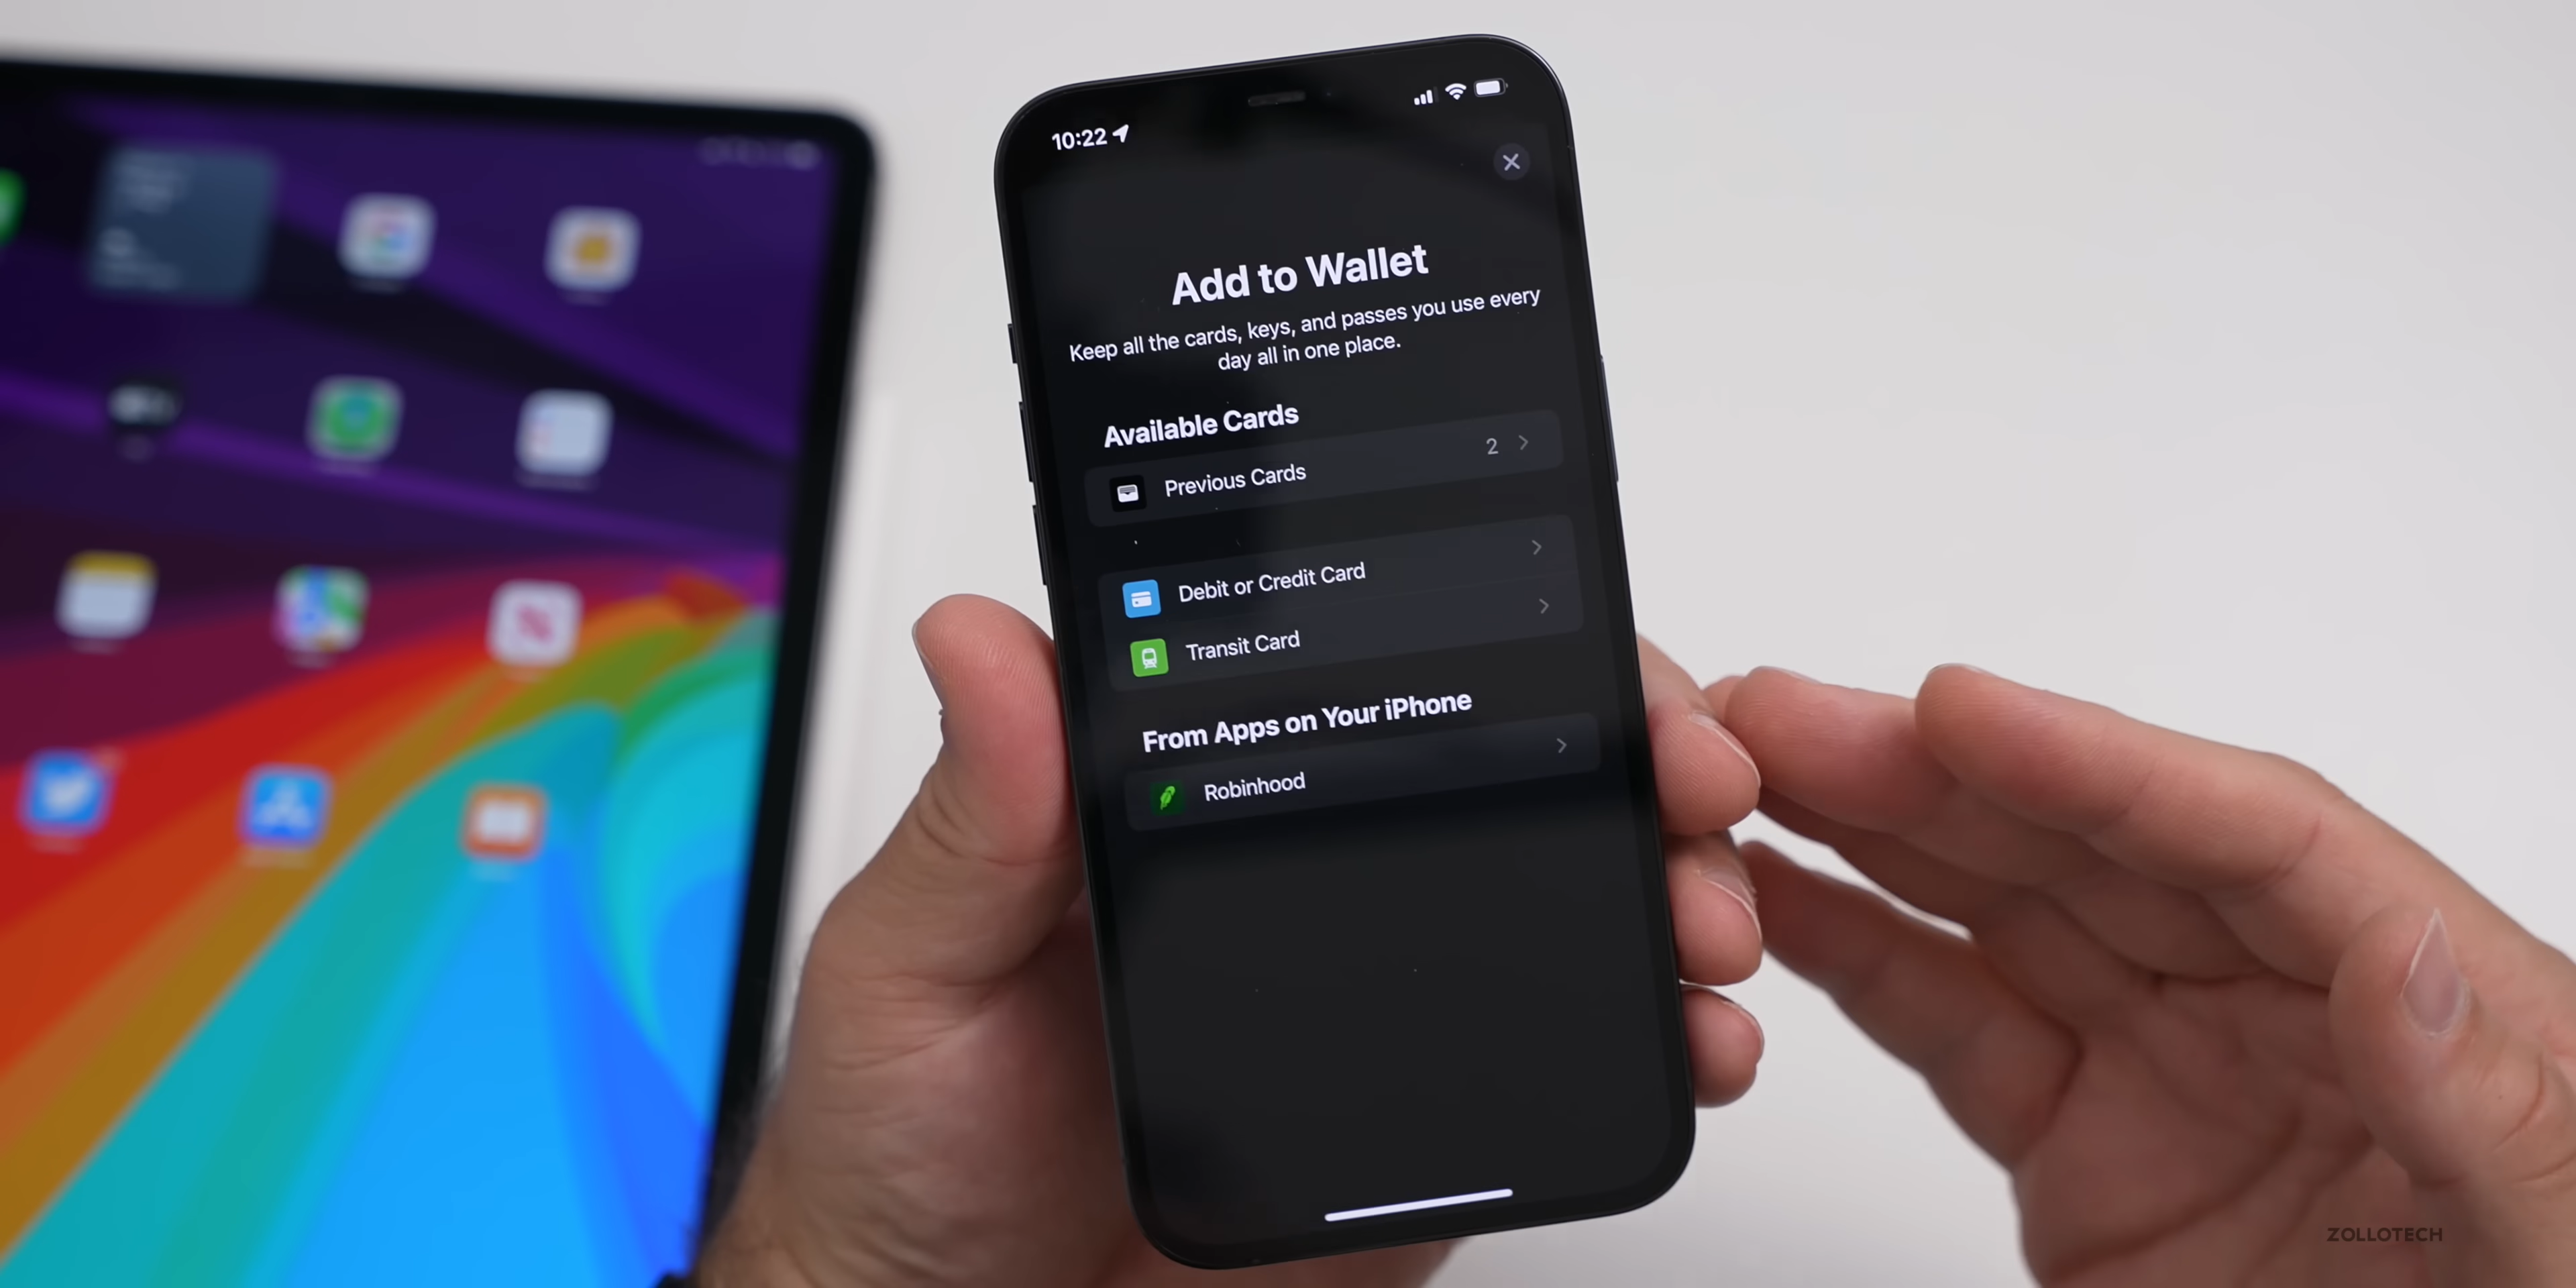 10:22
Add to Wallet
Keep all the cards, keys, and passes you use every
day all in one place.
Available Cards
Previous Cards
2
Debit or Credit Card
Transit Card
From Apps on Your iPhone
Robinhood
ZOLLOTECH